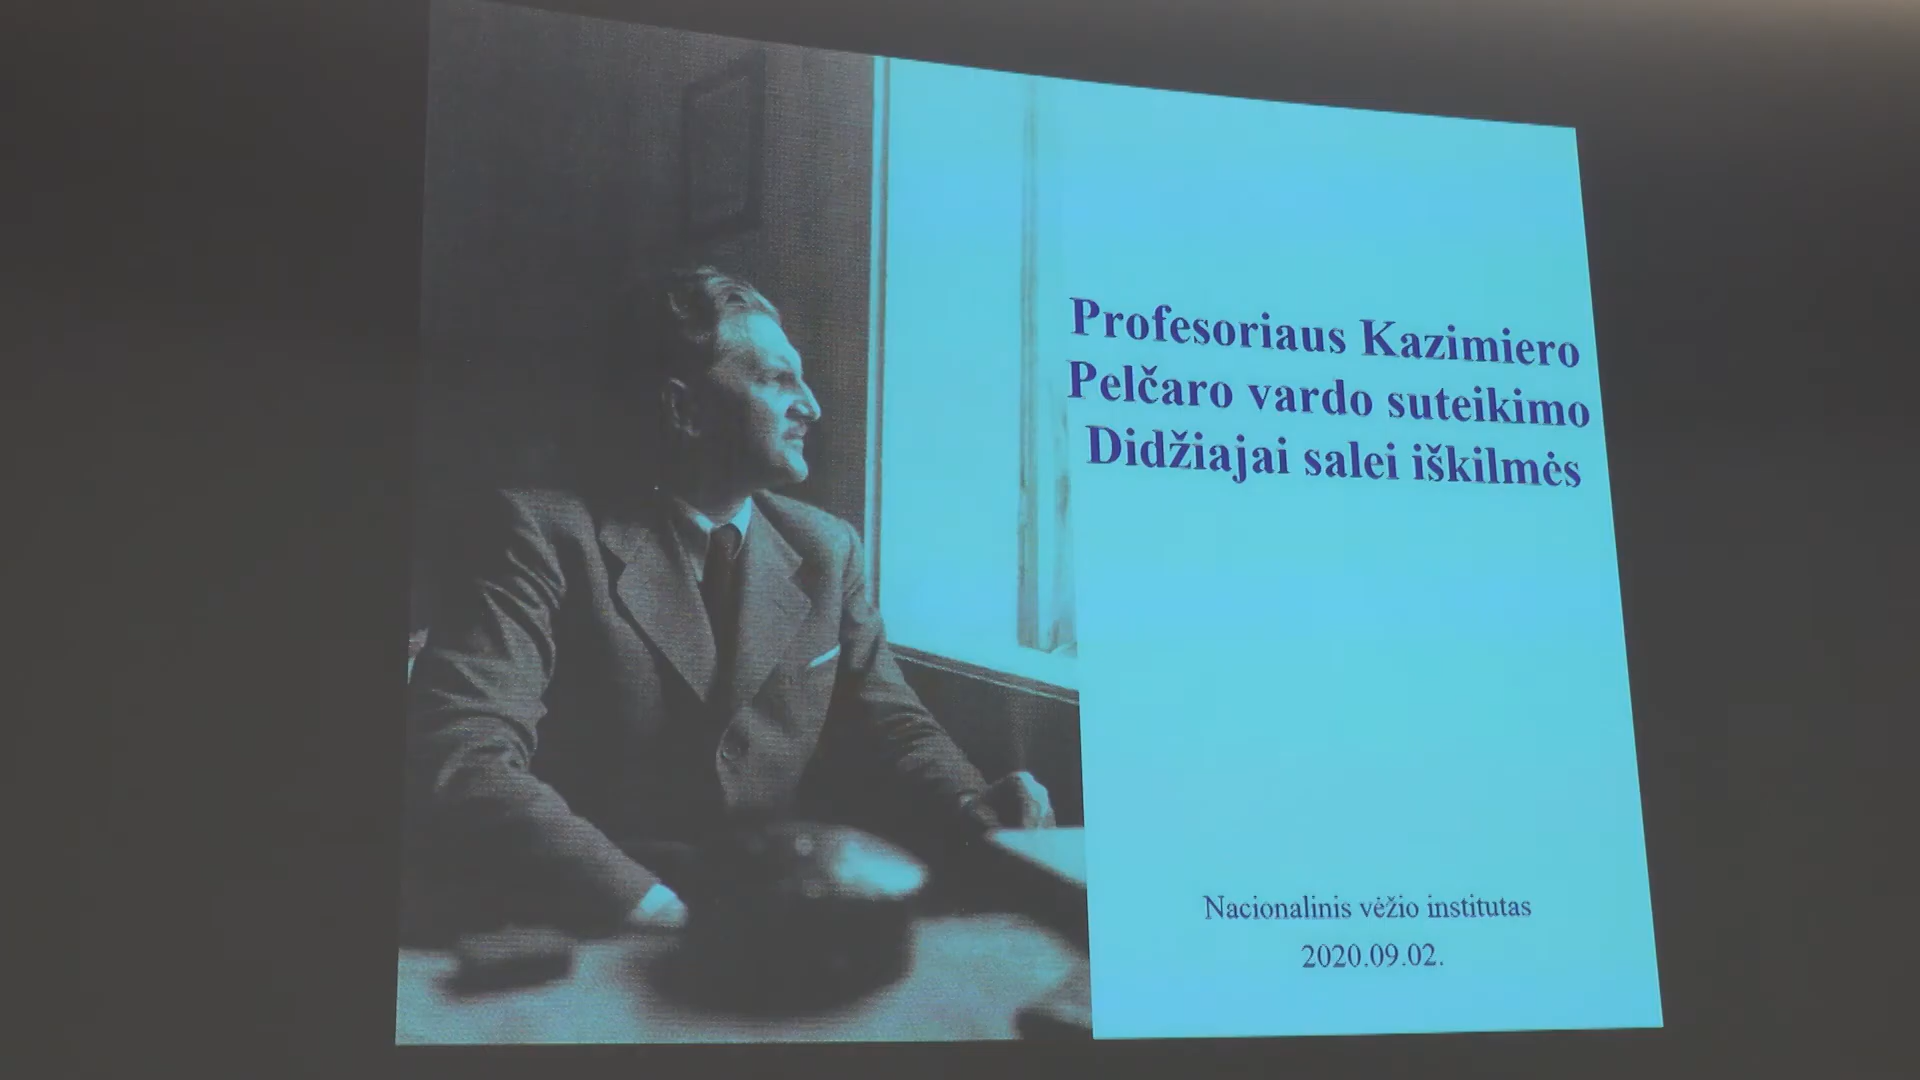 Profesoriaus Kazimiero
Pelčaro vardo suteikimo
Didžiajai salei iškilmės
Nacionalinis vėžio institutas
2020.09.02.